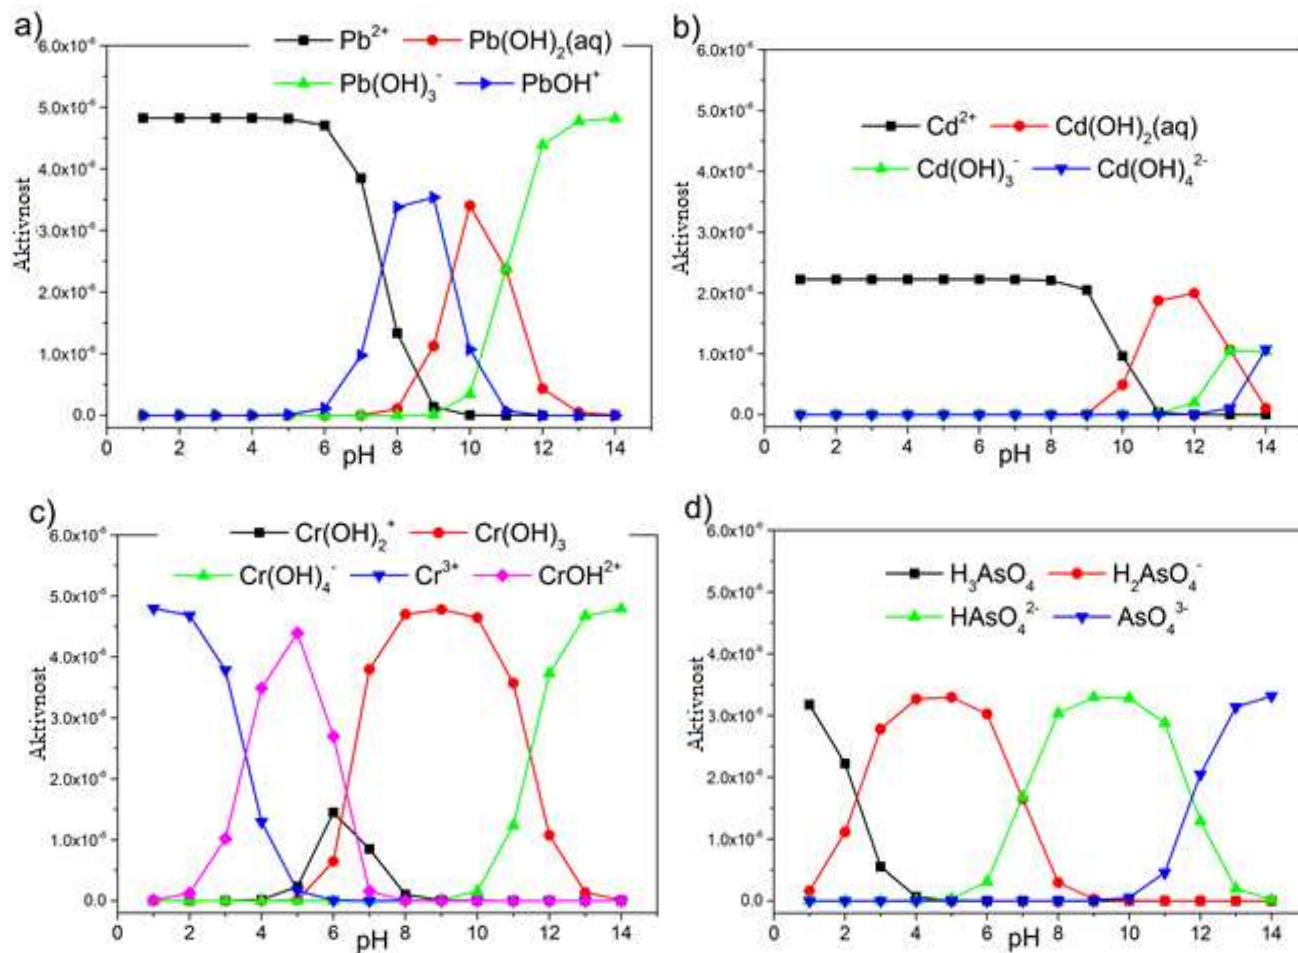 a)
6.0x10⁻⁶
Pb²⁺ Pb(OH)₂(aq)
Pb(OH)₃⁻ PbOH⁺
5.0x10⁻⁶
4.0x10⁻⁶
3.0x10⁻⁶
2.0x10⁻⁶
1.0x10⁻⁶
0.0
Aktivnost
0 2 4 6 8 10 12 14
pH
b)
6.0x10⁻⁶
5.0x10⁻⁶
Cd²⁺ Cd(OH)₂(aq)
Cd(OH)₃⁻ Cd(OH)₄²⁻
4.0x10⁻⁶
3.0x10⁻⁶
2.0x10⁻⁶
1.0x10⁻⁶
0.0
Aktivnost
0 2 4 6 8 10 12 14
pH
c)
6.0x10⁻⁶
Cr(OH)₂⁺ Cr(OH)₃
Cr(OH)₄⁻ Cr³⁺ CrOH²⁺
5.0x10⁻⁶
4.0x10⁻⁶
3.0x10⁻⁶
2.0x10⁻⁶
1.0x10⁻⁶
0.0
Aktivnost
0 2 4 6 8 10 12 14
pH
d)
6.0x10⁻⁶
5.0x10⁻⁶
H₃AsO₄ H₂AsO₄⁻
HAsO₄²⁻ AsO₄³⁻
4.0x10⁻⁶
3.0x10⁻⁶
2.0x10⁻⁶
1.0x10⁻⁶
0.0
Aktivnost
0 2 4 6 8 10 12 14
pH